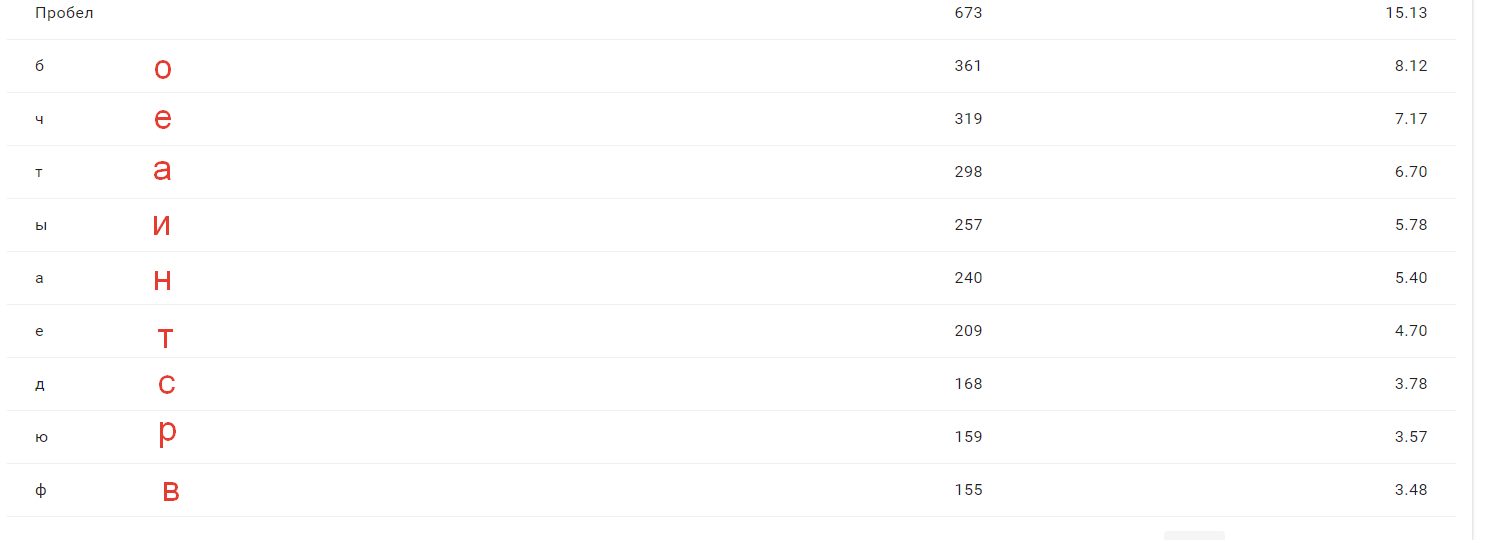 Пробел 673 15.13
б о 361 8.12
ч е 319 7.17
т а 298 6.70
ы и 257 5.78
а н 240 5.40
е т 209 4.70
д с 168 3.78
ю р 159 3.57
ф в 155 3.48